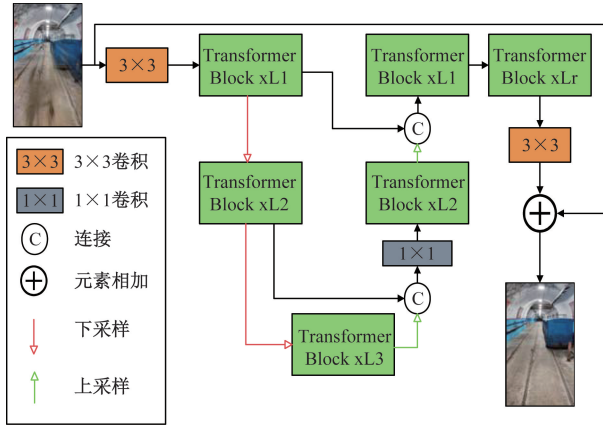 3×3
Transformer
Block xL1
Transformer
Block xL1
Transformer
Block xLr
C
3×3
Transformer
Block xL2
Transformer
Block xL2
1×1
C
Transformer
Block xL3
3×3 3×3卷积
1×1 1×1卷积
C 连接
元素相加
下采样
上采样